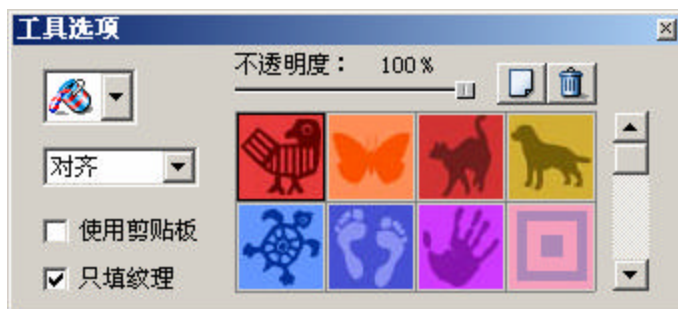 工具选项
不透明度： 100%
对齐
使用剪贴板
只填纹理